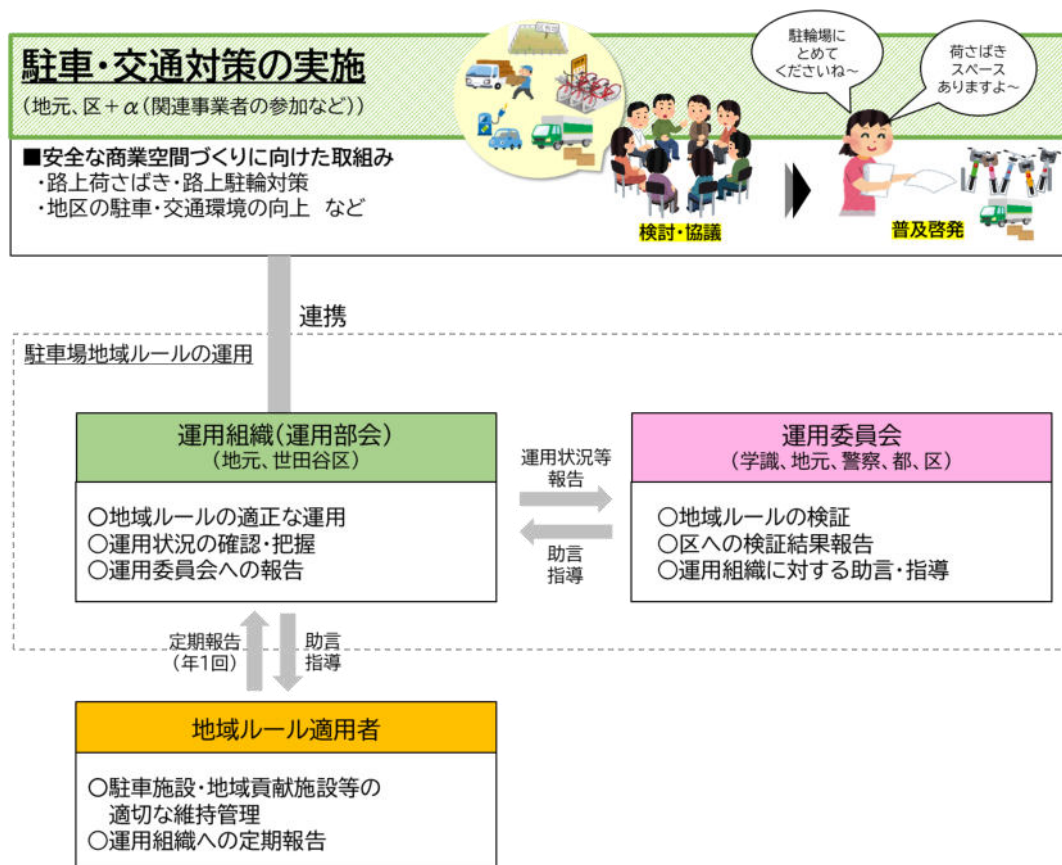 駐車・交通対策の実施
(地元、区+α(関連事業者の参加など))
駐輪場に
とめて
くださいね~
荷さばき
スペース
ありますよ~
■安全な商業空間づくりに向けた取組み
・路上荷さばき・路上駐輪対策
・地区の駐車・交通環境の向上 など
検討・協議
普及啓発
連携
駐車場地域ルールの運用
運用組織(運用部会)
(地元、世田谷区)
○地域ルールの適正な運用
○運用状況の確認・把握
○運用委員会への報告
運用状況等
報告
助言
指導
運用委員会
(学識、地元、警察、都、区)
○地域ルールの検証
○区への検証結果報告
○運用組織に対する助言・指導
定期報告
(年1回)
助言
指導
地域ルール適用者
○駐車施設・地域貢献施設等の
適切な維持管理
○運用組織への定期報告